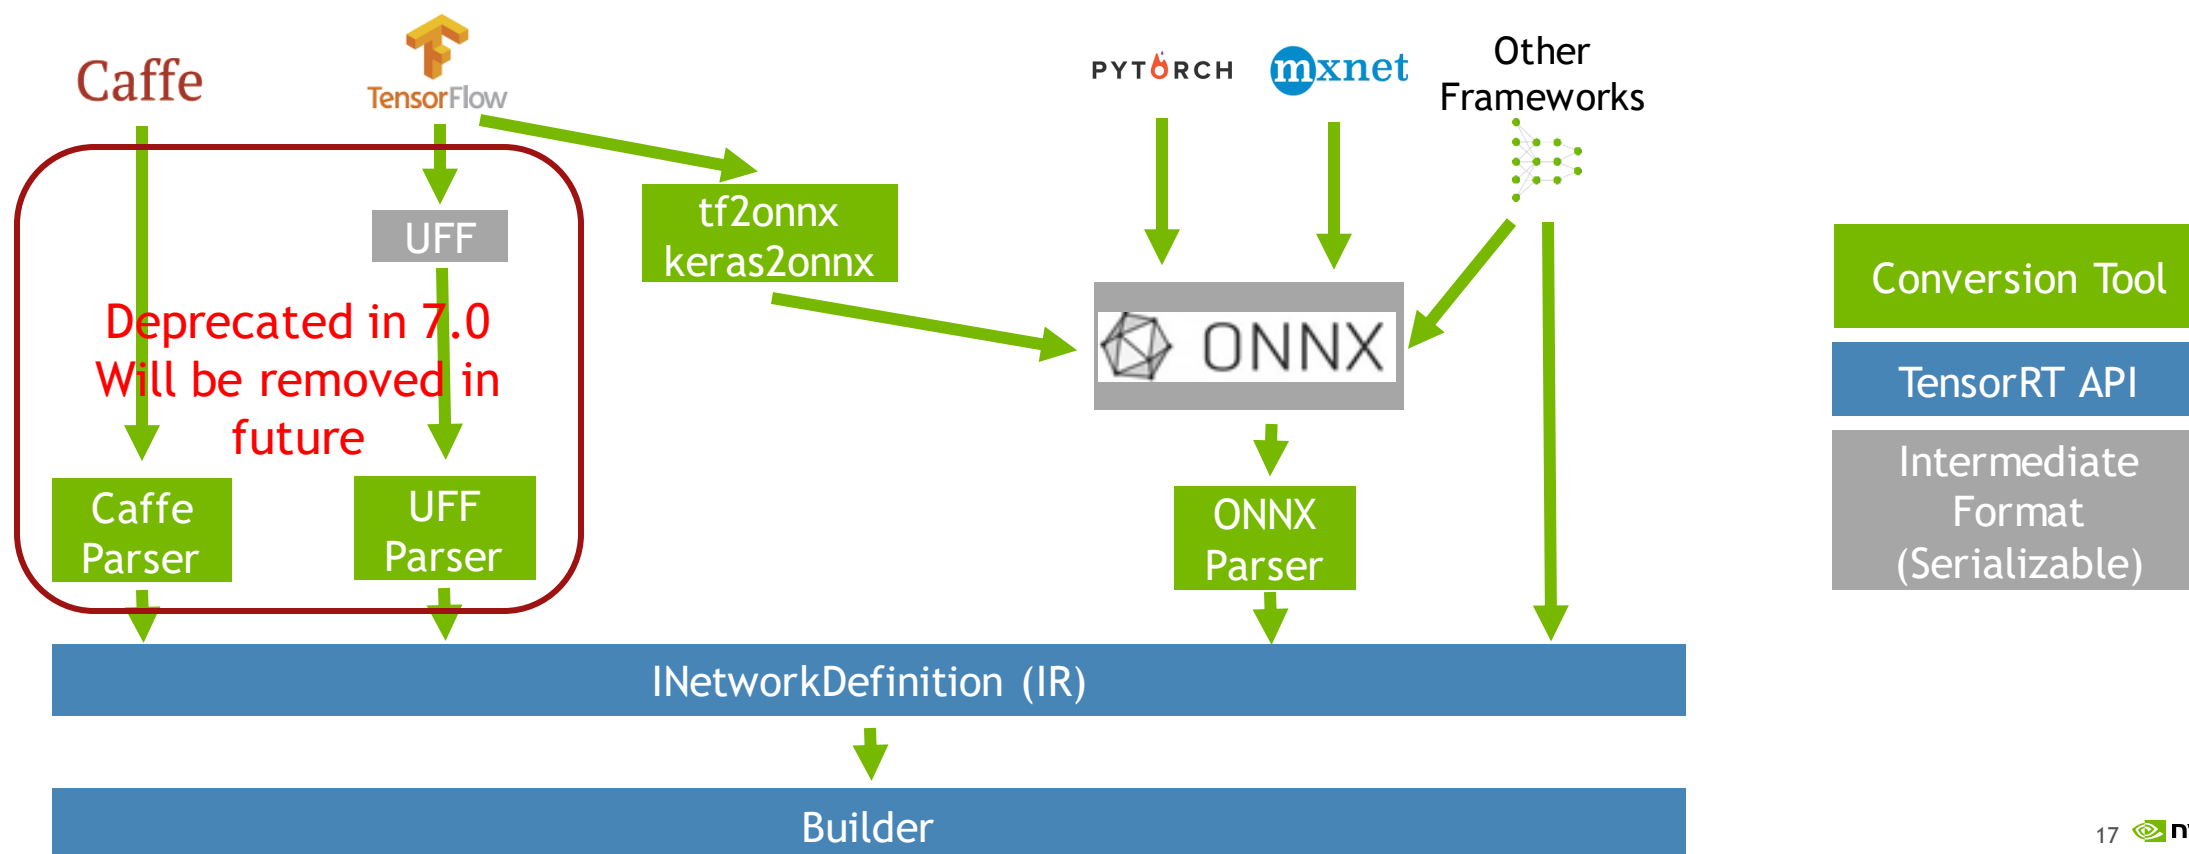 Caffe
TensorFlow
PYTORCH
mxnet
Other
Frameworks
tf2onnx
keras2onnx
UFF
Deprecated in 7.0
Will be removed in
future
ONNX
Caffe
Parser
UFF
Parser
ONNX
Parser
INetworkDefinition (IR)
Builder
Conversion Tool
TensorRT API
Intermediate
Format
(Serializable)
17